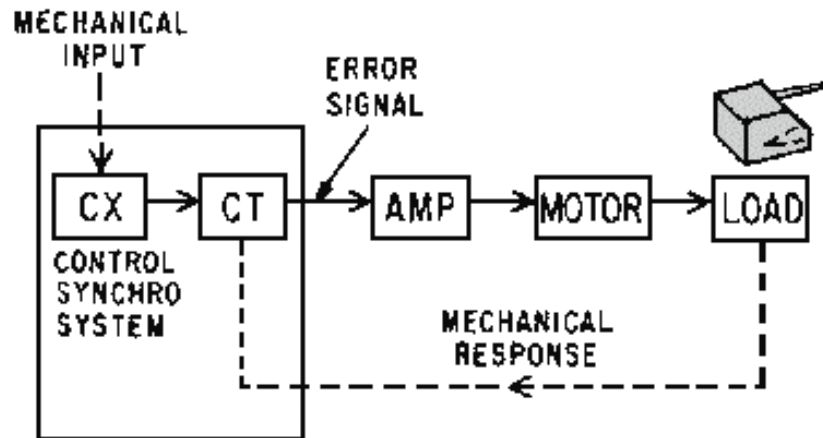 MECHANICAL
INPUT
ERROR
SIGNAL
CX
CT
AMP
MOTOR
LOAD
CONTROL
SYNCHRO
SYSTEM
MECHANICAL
RESPONSE